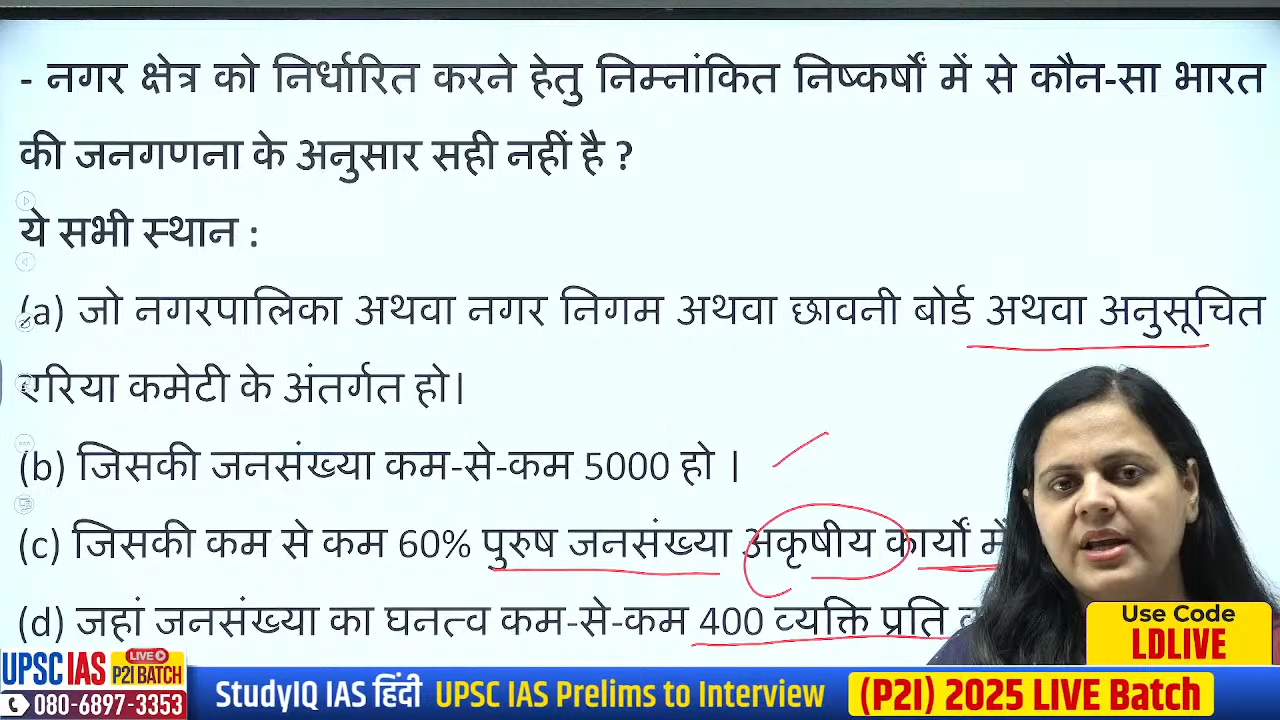 - नगर क्षेत्र को निर्धारित करने हेतु निम्नांकित निष्कर्षों में से कौन-सा भारत
की जनगणना के अनुसार सही नहीं है ?
ये सभी स्थान :
(a) जो नगरपालिका अथवा नगर निगम अथवा छावनी बोर्ड अथवा अनुसूचित
एरिया कमेटी के अंतर्गत हो।
(b) जिसकी जनसंख्या कम-से-कम 5000 हो ।
(c) जिसकी कम से कम 60% पुरुष जनसंख्या अकृषीय कार्यों में
(d) जहां जनसंख्या का घनत्व कम-से-कम 400 व्यक्ति प्रति
Use Code
LDLIVE
UPSC IAS LIVE P2I BATCH
080-6897-3353
StudyIQ IAS हिंदी UPSC IAS Prelims to Interview (P2I) 2025 LIVE Batch